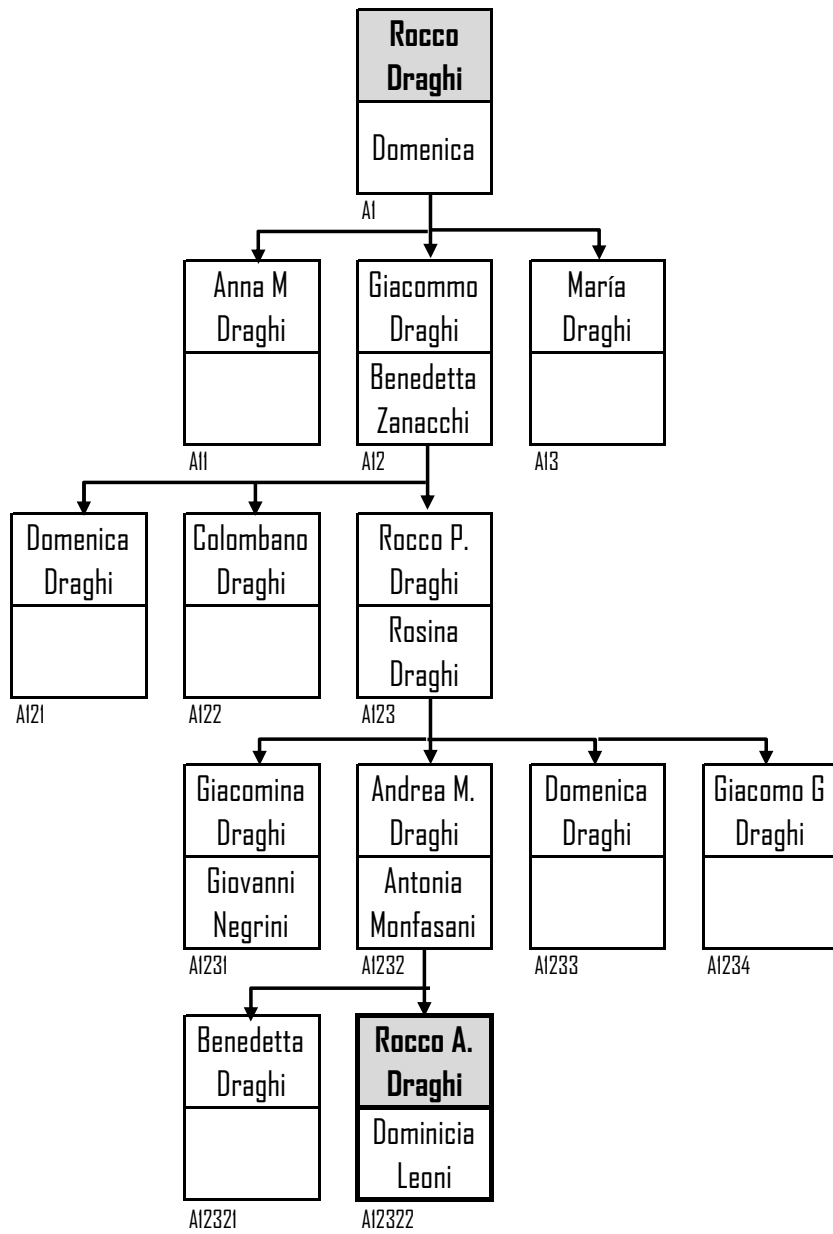 Rocco
Draghi
Domenica
A1
Anna M
Draghi
A11
Giacommo
Draghi
Benedetta
Zanacchi
A12
María
Draghi
A13
Domenica
Draghi
A121
Colombano
Draghi
A122
Rocco P.
Draghi
Rosina
Draghi
A123
Giacomina
Draghi
Giovanni
Negrini
A1231
Andrea M.
Draghi
Antonia
Monfasani
A1232
Domenica
Draghi
A1233
Giacomo G
Draghi
A1234
Benedetta
Draghi
A12321
Rocco A.
Draghi
Dominicia
Leoni
A12322